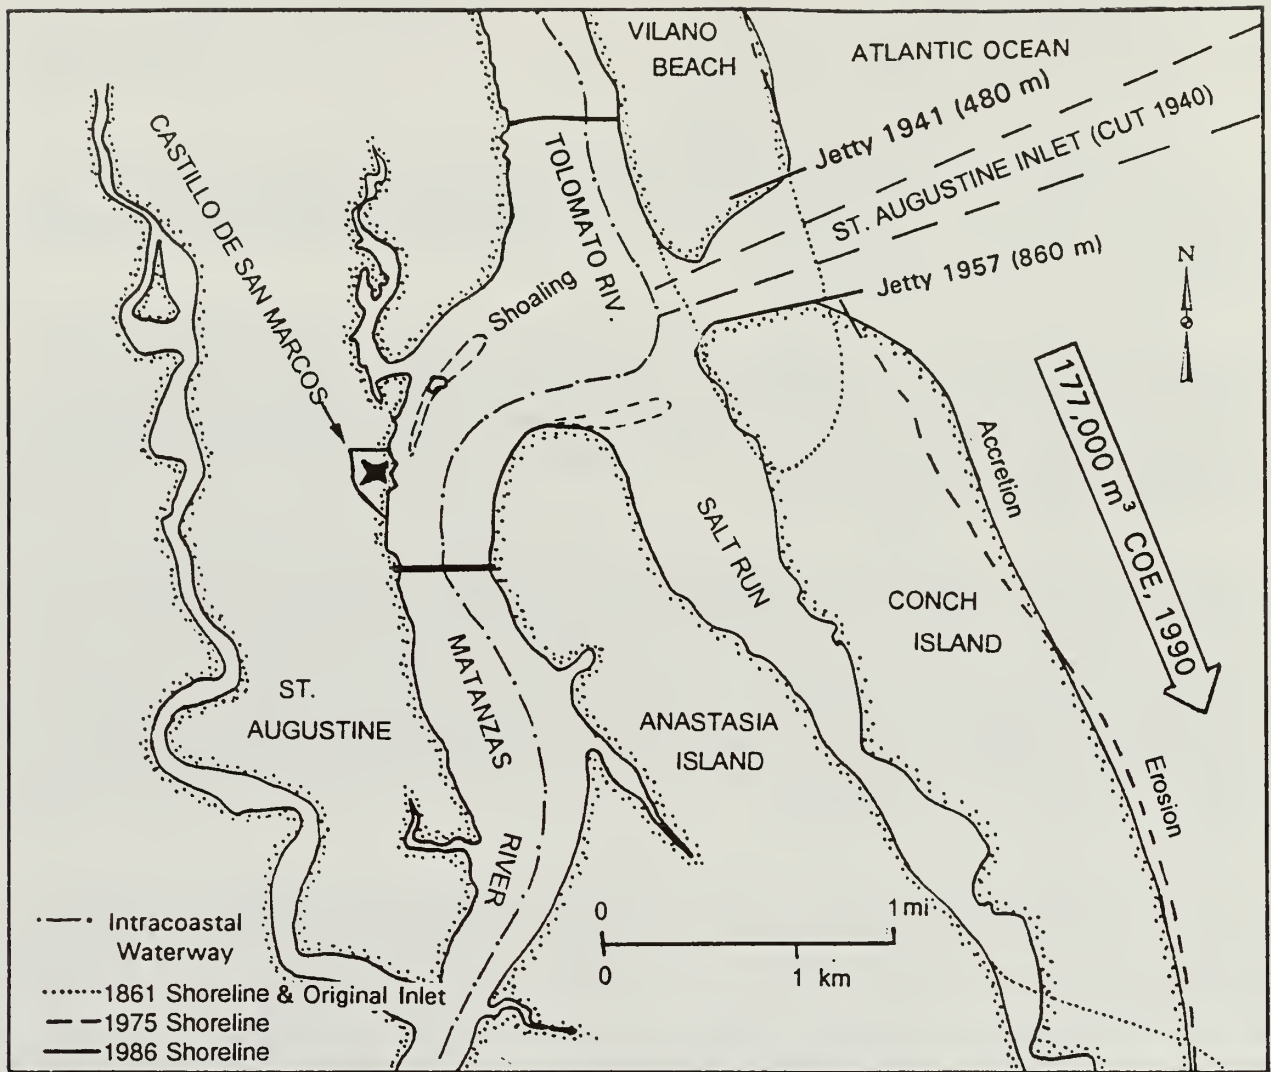 VILANO
BEACH
ATLANTIC OCEAN
Jetty 1941 (480 m)
ST. AUGUSTINE INLET (CUT 1940)
Jetty 1957 (860 m)
N
CASTILLO DE SAN MARCOS
TOLOMATO RIV.
Shoaling
177,000 m³ COE, 1990
Accretion
SALT RUN
CONCH
ISLAND
MATANZAS
RIVER
ST.
AUGUSTINE
ANASTASIA
ISLAND
Erosion
0 1 mi
0 1 km
Intracoastal
Waterway
1861 Shoreline & Original Inlet
1975 Shoreline
1986 Shoreline